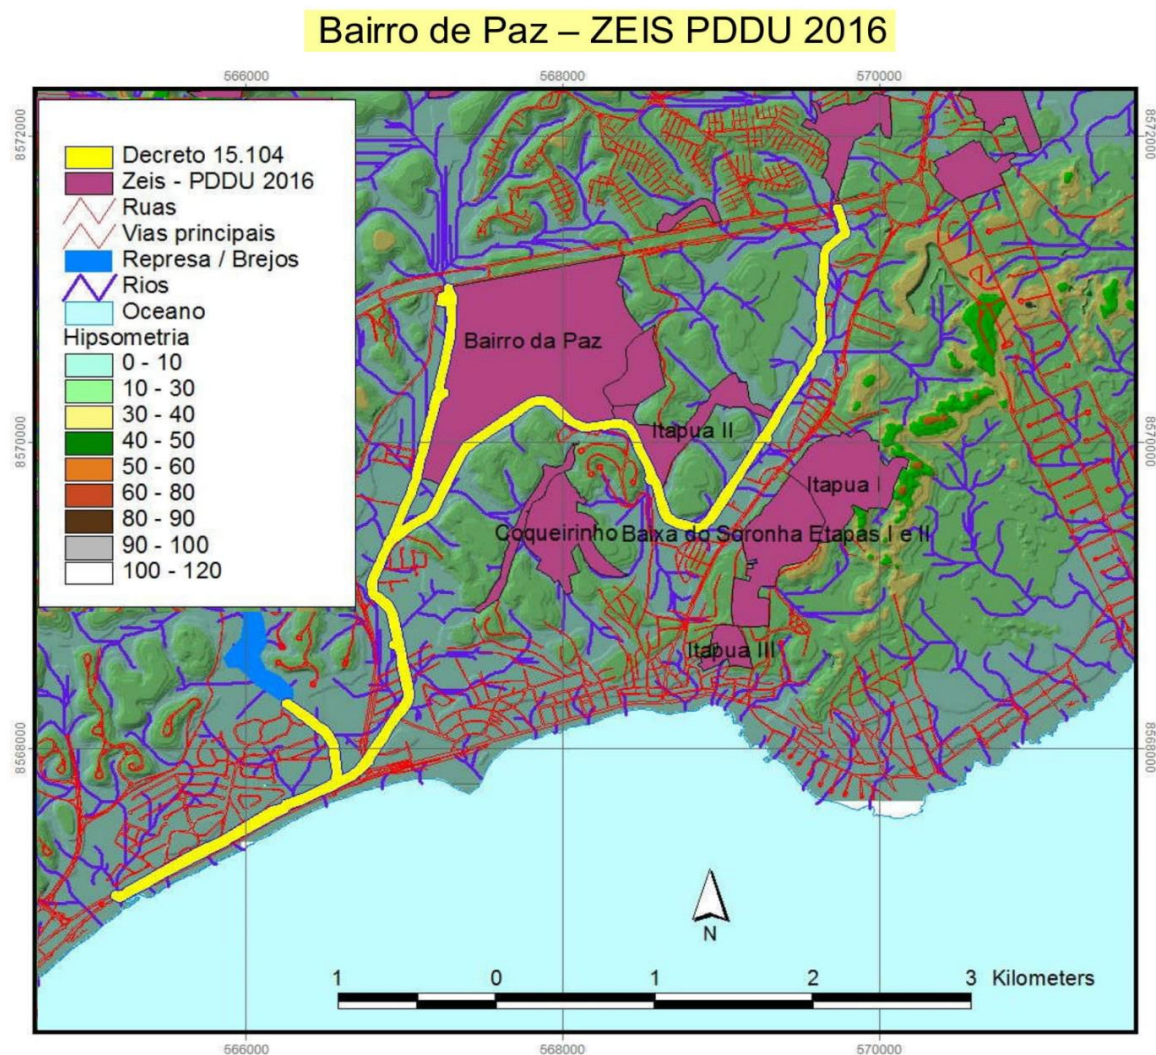 Bairro de Paz – ZEIS PDDU 2016
566000 568000 570000
8572000
8572000
Decreto 15.104
Zeis - PDDU 2016
Ruas
Vias principais
Represa / Brejos
Rios
Oceano
Hipsometria
0 - 10
10 - 30
30 - 40
40 - 50
50 - 60
60 - 80
80 - 90
90 - 100
100 - 120
Bairro da Paz
8570000
8570000
Itapua II
Itapua I
Coqueirinho
Baixa do Soronha Etapas I e II
Itapua III
8568000
8568000
N
1 0 1 2 3 Kilometers
566000 568000 570000